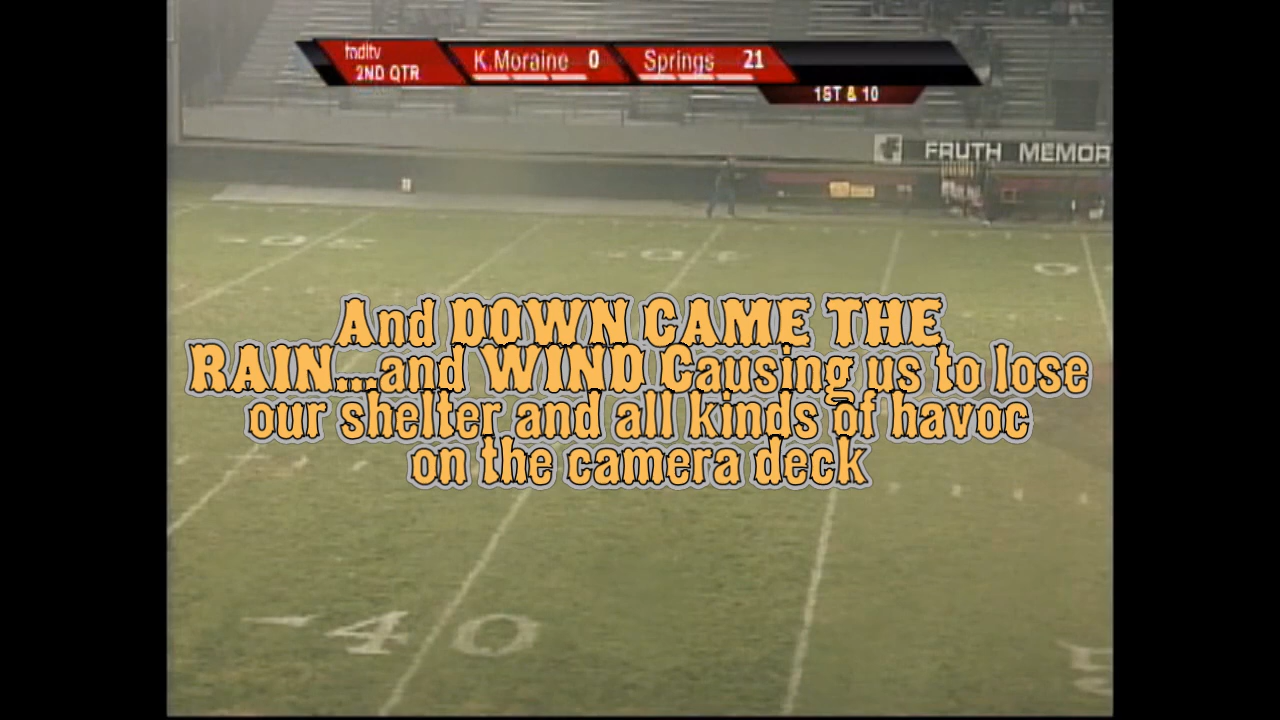 fndltv
2ND QTR
K.Moraine 0
Springs 21
1ST & 10
FRUTH MEMOR
And DOWN CAME THE
RAIN...and WIND Causing us to lose
our shelter and all kinds of havoc
on the camera deck
40